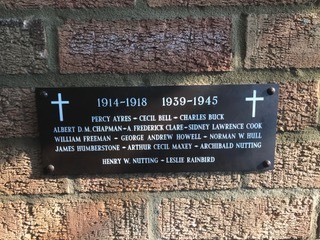 1914-1918 1939-1945
PERCY AYRES - CECIL BELL - CHARLES BUCK
ALBERT D.M. CHAPMAN - A FREDERICK CLARE - SIDNEY LAWRENCE COOK
WILLIAM FREEMAN - GEORGE ANDREW HOWELL - NORMAN W. HULL
JAMES HUMBERSTONE - ARTHUR CECIL MAXEY - ARCHIBALD NUTTING
HENRY W. NUTTING - LESLIE RAINBIRD